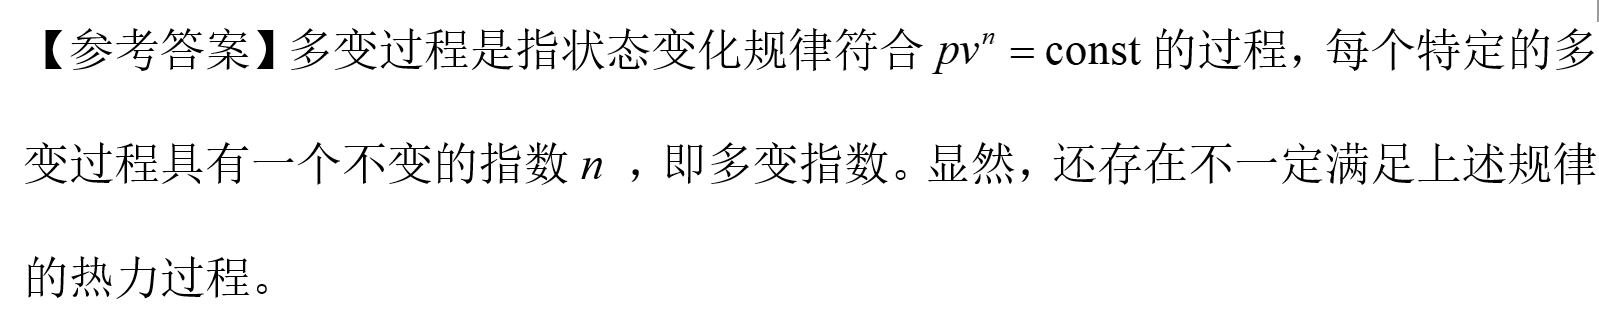 【参考答案】多变过程是指状态变化规律符合 pvⁿ = const 的过程，每个特定的多
变过程具有一个不变的指数 n ，即多变指数。显然，还存在不一定满足上述规律
的热力过程。